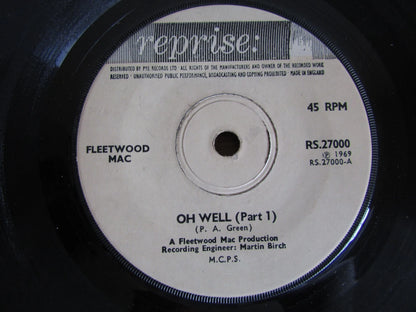 reprise:
DISTRIBUTED BY PYE RECORDS LTD · ALL RIGHTS OF THE MANUFACTURERS AND OWNER OF THE RECORDED WORK
RESERVED · UNAUTHORISED PUBLIC PERFORMANCE, BROADCASTING AND COPYING PROHIBITED · MADE IN ENGLAND
45 RPM
FLEETWOOD
MAC
RS.27000
℗ 1969
RS.27000-A
OH WELL (Part 1)
(P. A. Green)
A Fleetwood Mac Production
Recording Engineer: Martin Birch
M.C.P.S.